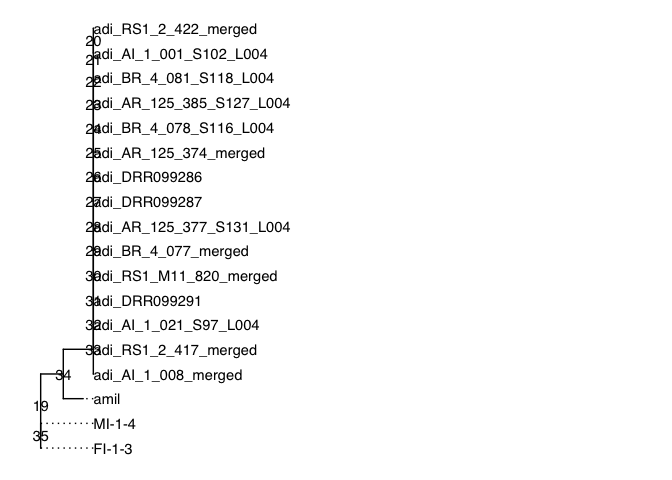 adi_RS1_2_422_merged
20
adi_AI_1_001_S102_L004
21
adi_BR_4_081_S118_L004
22
adi_AR_125_385_S127_L004
23
adi_BR_4_078_S116_L004
24
adi_AR_125_374_merged
25
adi_DRR099286
26
adi_DRR099287
27
adi_AR_125_377_S131_L004
28
adi_BR_4_077_merged
29
adi_RS1_M11_820_merged
30
adi_DRR099291
31
adi_AI_1_021_S97_L004
32
adi_RS1_2_417_merged
33
adi_AI_1_008_merged
34
amil
19
MI-1-4
35
FI-1-3